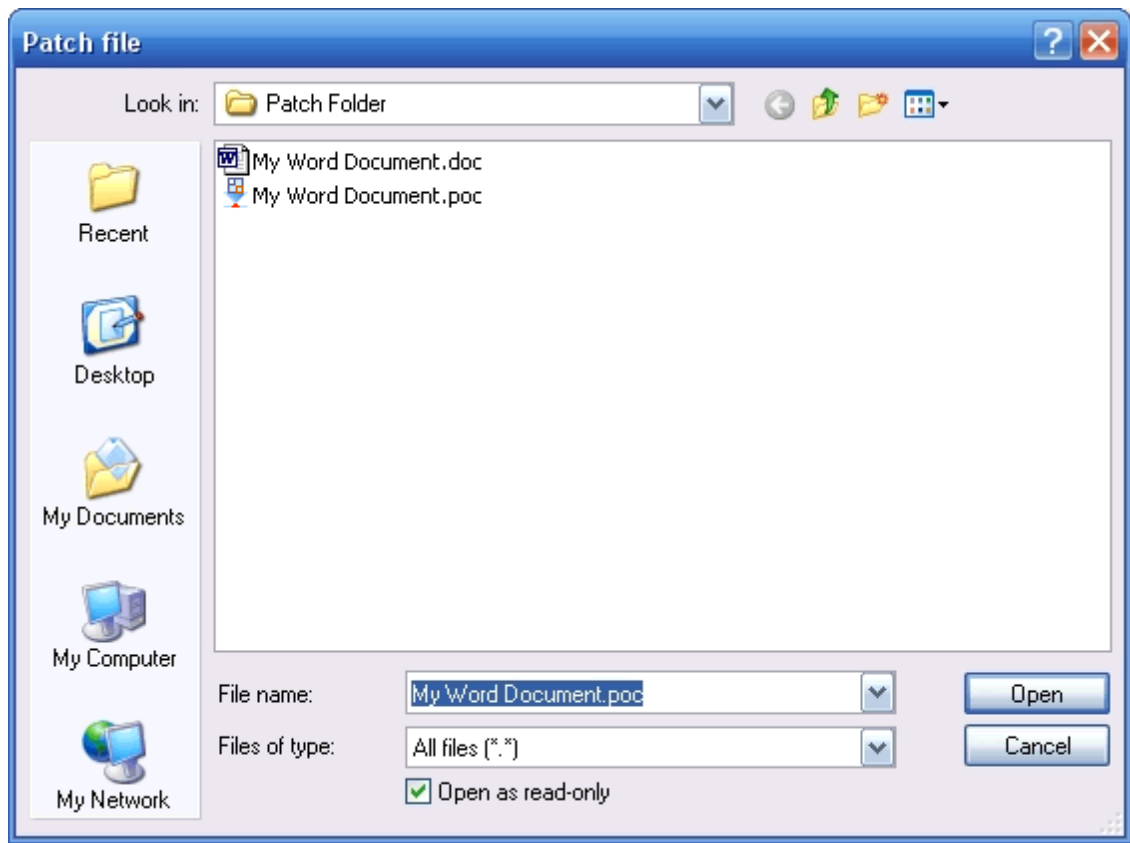 Patch file
Look in: Patch Folder
My Word Document.doc
My Word Document.poc
Recent
Desktop
My Documents
My Computer
My Network
File name: My Word Document.poc Open
Files of type: All files (*.*) Cancel
Open as read-only